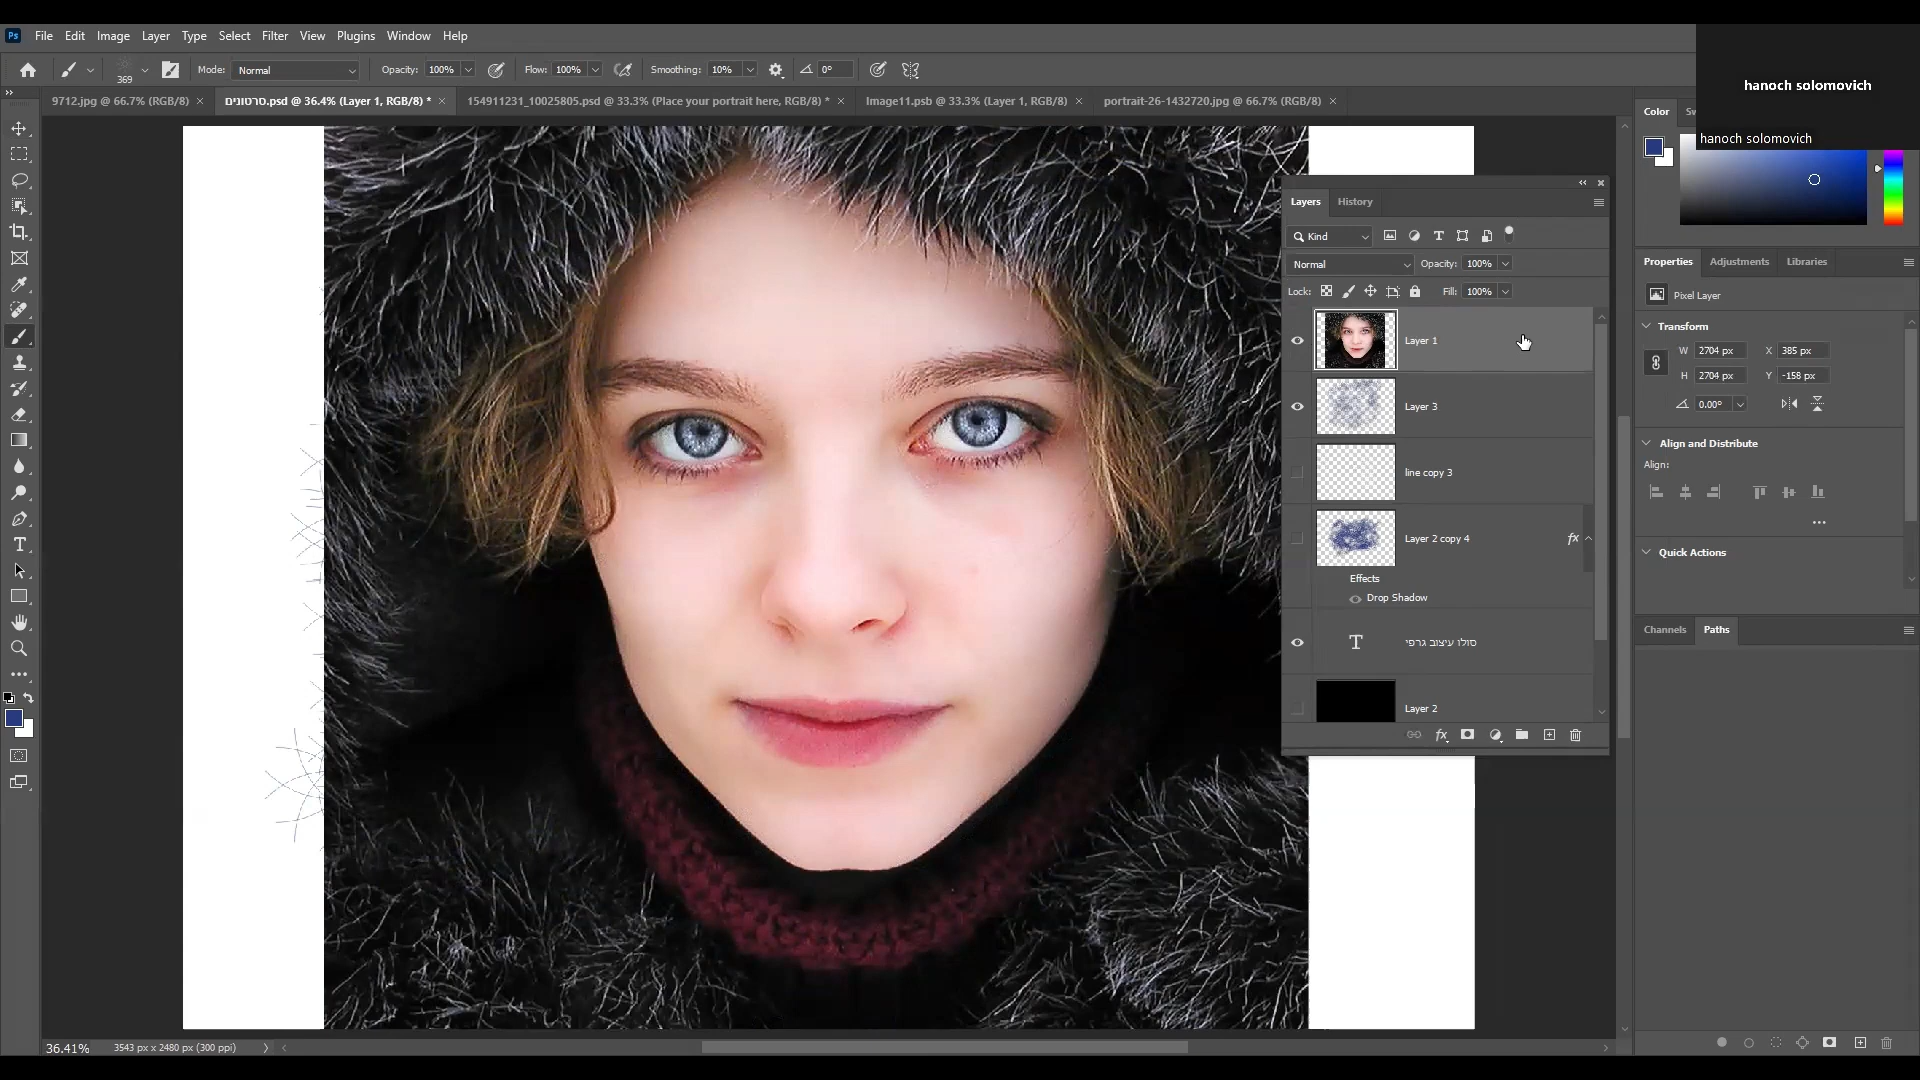 Ps File Edit Image Layer Type Select Filter View Plugins Window Help
369 Mode: Normal Opacity: 100% Flow: 100% Smoothing: 10% 0°
9712.jpg @ 66.7% (RGB/8) סרטונים.psd @ 36.4% (Layer 1, RGB/8) * 154911231_10025805.psd @ 33.3% (Place your portrait here, RGB/8) * Image11.psb @ 33.3% (Layer 1, RGB/8) portrait-26-1432720.jpg @ 66.7% (RGB/8)
hanoch solomovich
hanoch solomovich
Color
Layers History
Kind
Normal Opacity: 100%
Lock: Fill: 100%
Layer 1
Layer 3
line copy 3
Layer 2 copy 4 fx
Effects
Drop Shadow
T סולו עיצוב גרפי
Layer 2
fx
Properties Adjustments Libraries
Pixel Layer
Transform
W 2704 px X 385 px
H 2704 px Y -158 px
0.00°
Align and Distribute
Align:
Quick Actions
Channels Paths
36.41% 3543 px x 2480 px (300 ppi)